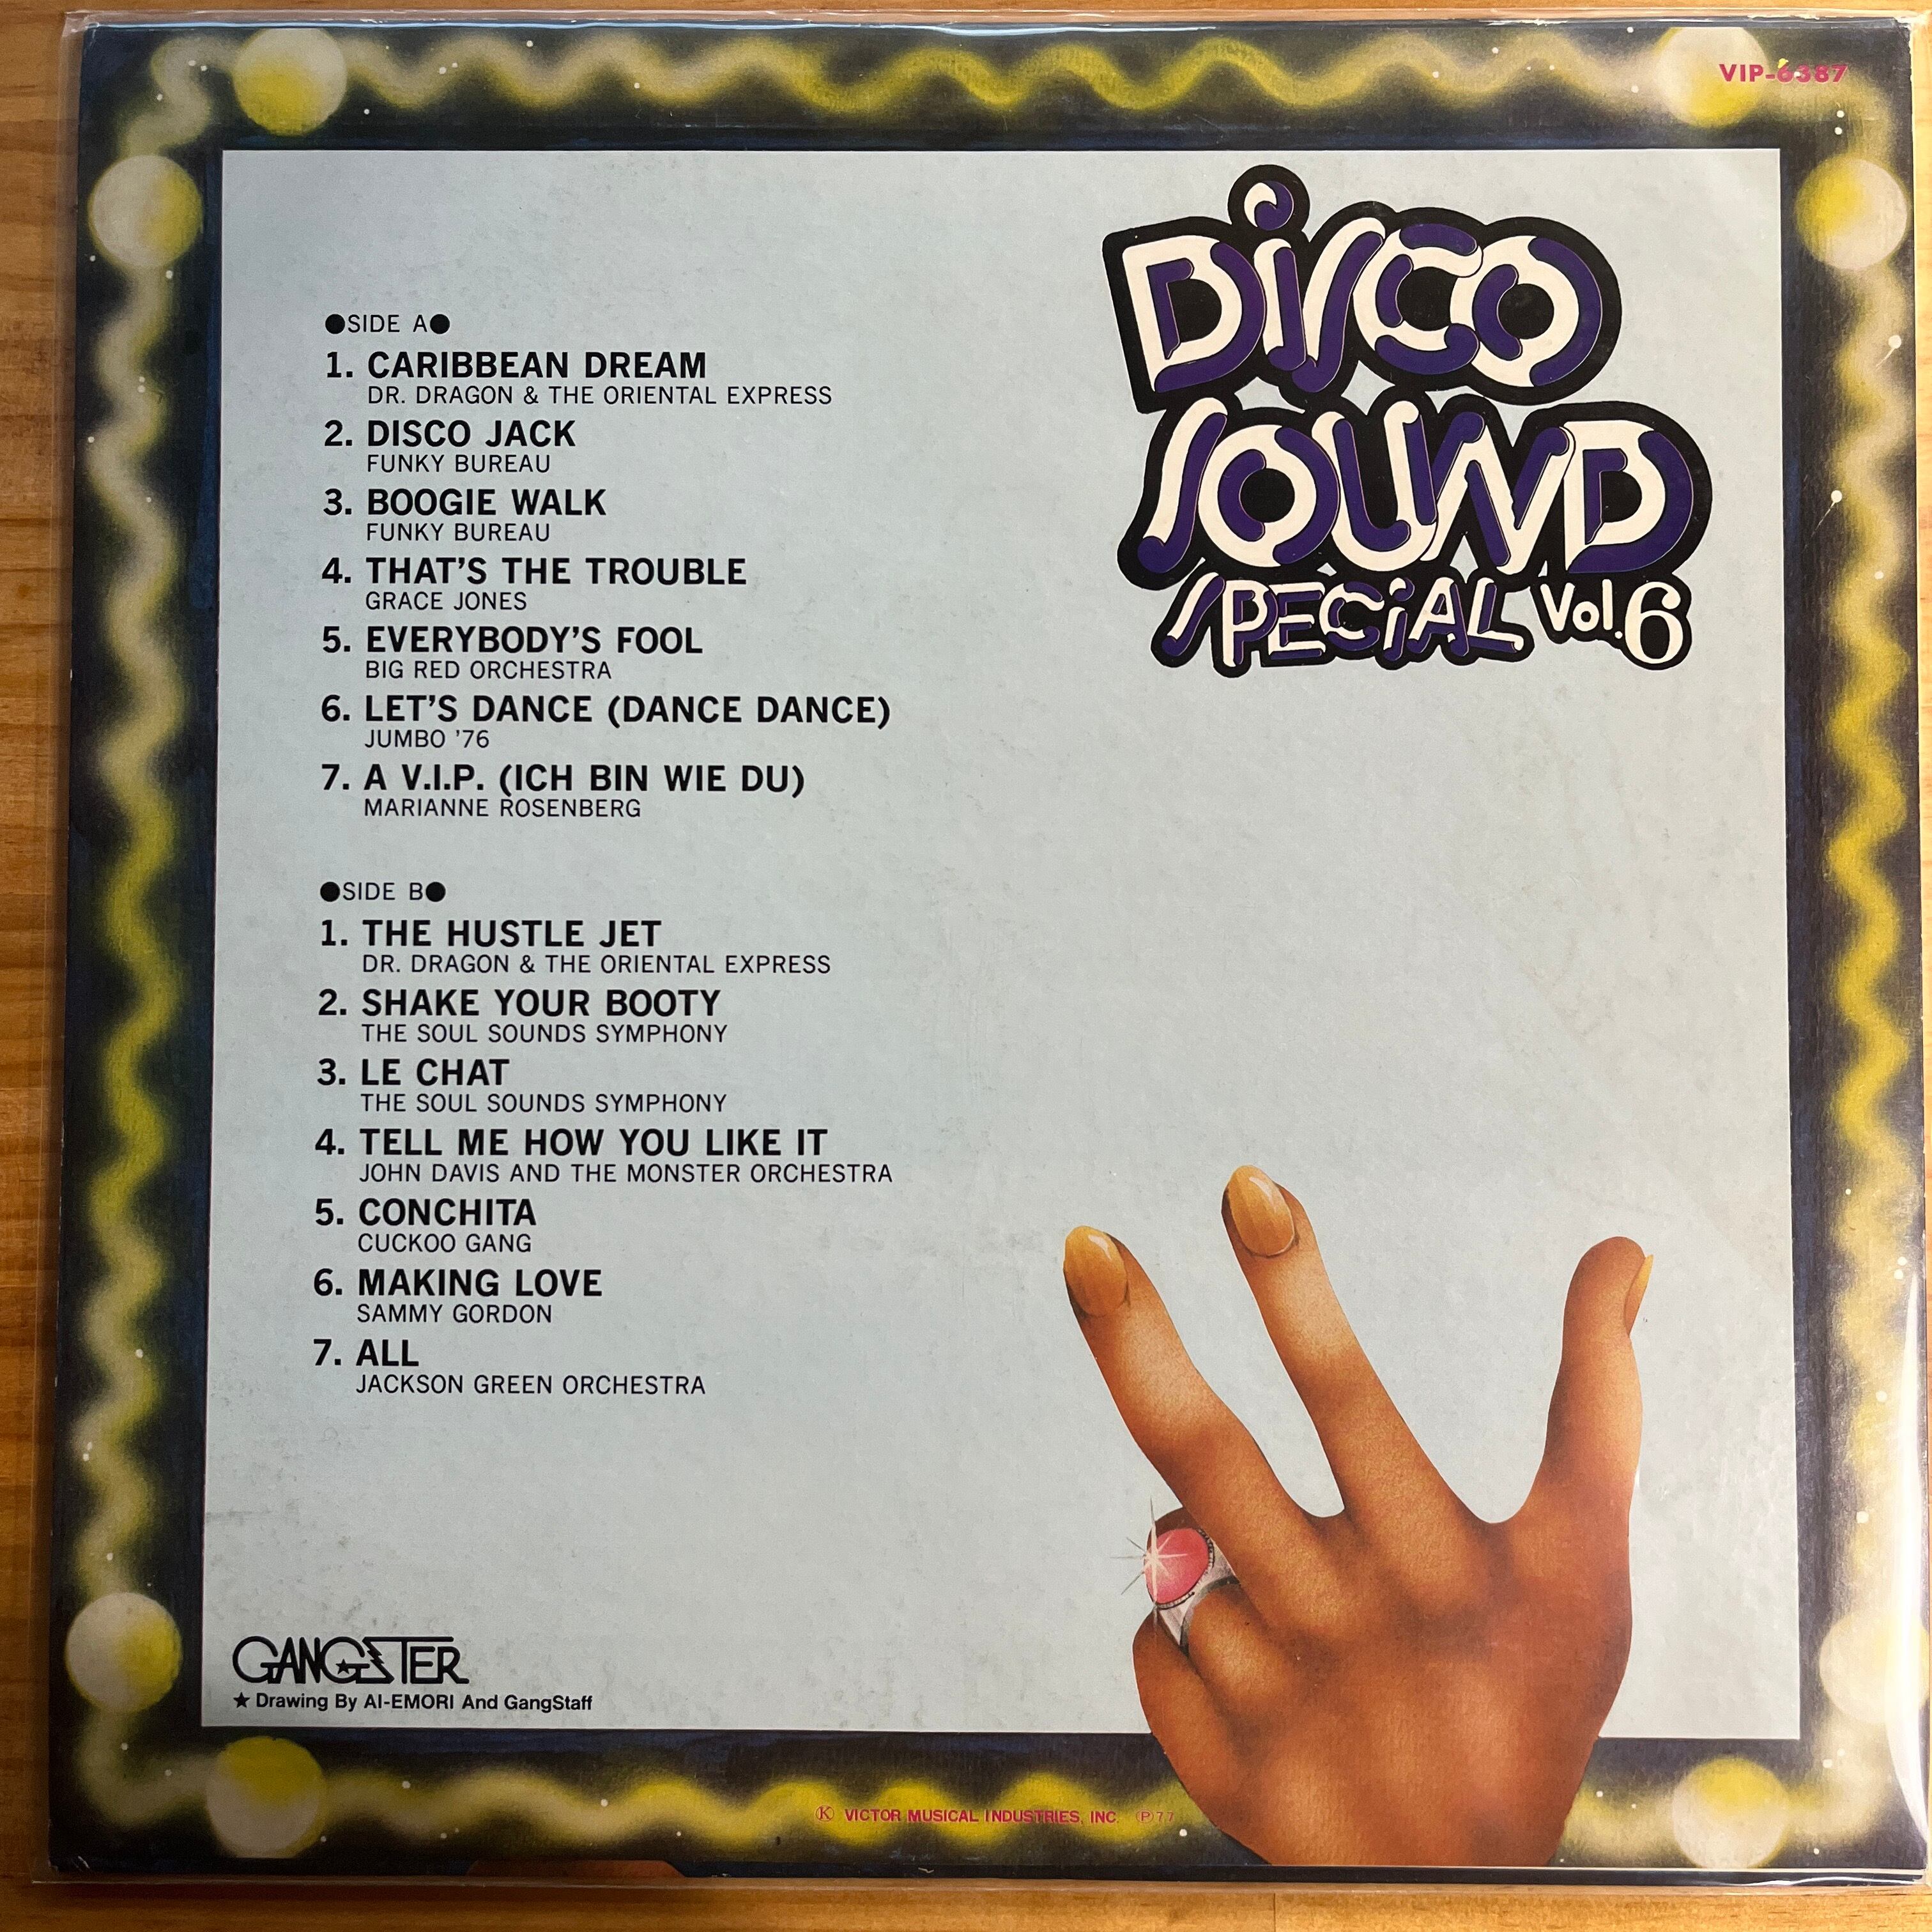 VIP-6387
DISCO
SOUND
SPECIAL Vol.6
●SIDE A●
1. CARIBBEAN DREAM
DR. DRAGON & THE ORIENTAL EXPRESS
2. DISCO JACK
FUNKY BUREAU
3. BOOGIE WALK
FUNKY BUREAU
4. THAT'S THE TROUBLE
GRACE JONES
5. EVERYBODY'S FOOL
BIG RED ORCHESTRA
6. LET'S DANCE (DANCE DANCE)
JUMBO '76
7. A V.I.P. (ICH BIN WIE DU)
MARIANNE ROSENBERG
●SIDE B●
1. THE HUSTLE JET
DR. DRAGON & THE ORIENTAL EXPRESS
2. SHAKE YOUR BOOTY
THE SOUL SOUNDS SYMPHONY
3. LE CHAT
THE SOUL SOUNDS SYMPHONY
4. TELL ME HOW YOU LIKE IT
JOHN DAVIS AND THE MONSTER ORCHESTRA
5. CONCHITA
CUCKOO GANG
6. MAKING LOVE
SAMMY GORDON
7. ALL
JACKSON GREEN ORCHESTRA
GANGSTER
★ Drawing By AI-EMORI And GangStaff
Ⓚ VICTOR MUSICAL INDUSTRIES, INC. Ⓟ77